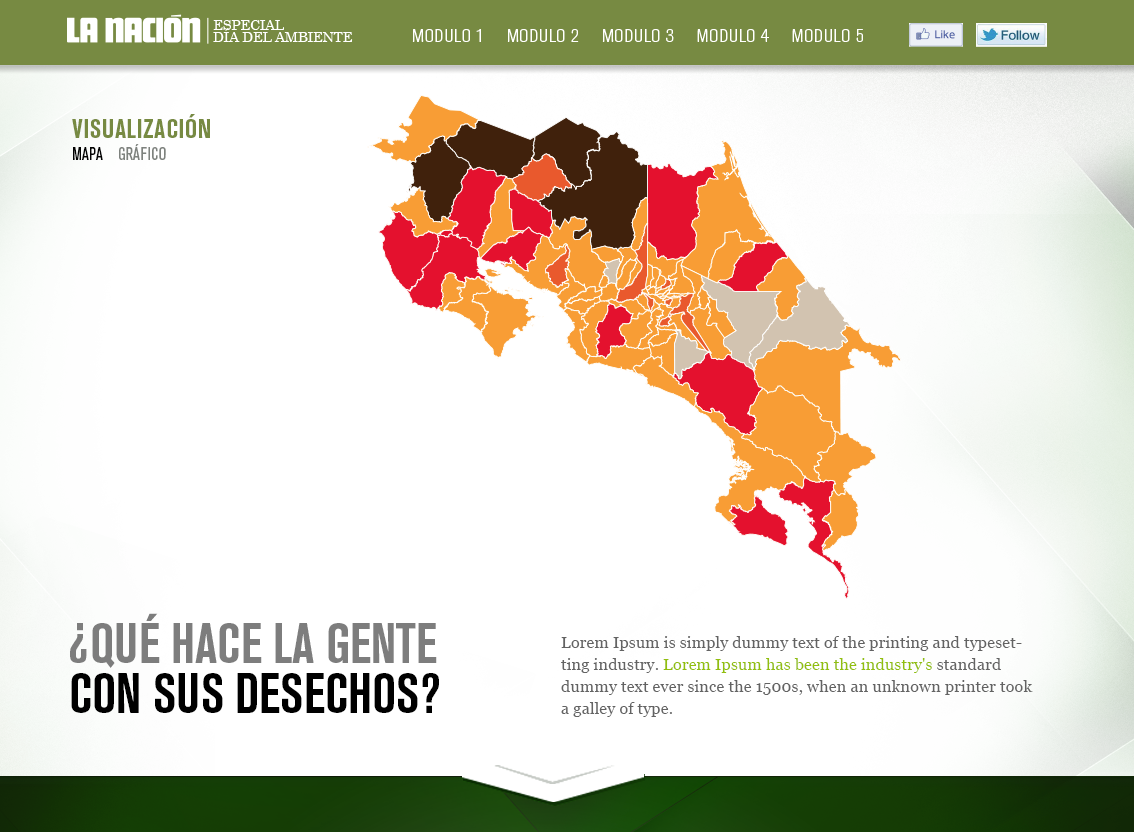 LA NACIÓN
ESPECIAL
DÍA DEL AMBIENTE
MODULO 1 MODULO 2 MODULO 3 MODULO 4 MODULO 5
Like
Follow
VISUALIZACIÓN
MAPA GRÁFICO
¿QUÉ HACE LA GENTE
CON SUS DESECHOS?
Lorem Ipsum is simply dummy text of the printing and typeset-
ting industry. Lorem Ipsum has been the industry's standard
dummy text ever since the 1500s, when an unknown printer took
a galley of type.